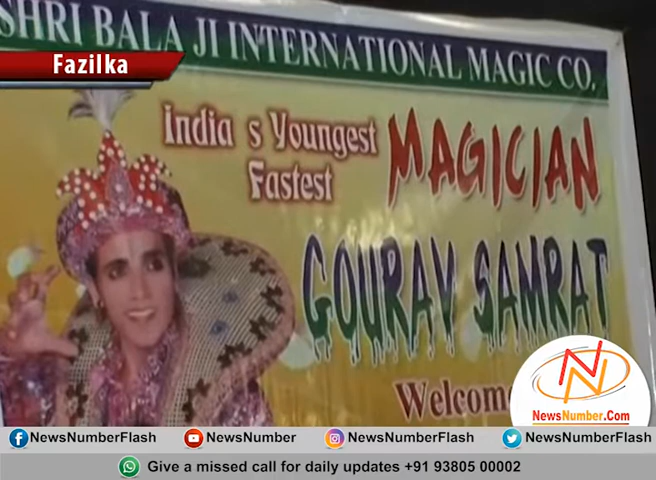 SHRI BALA JI INTERNATIONAL MAGIC CO.
Fazilka
India s Youngest
Fastest
MAGICIAN
GOURAV SAMRAT
NN
NewsNumber.Com
NewsNumberFlash NewsNumber NewsNumberFlash NewsNumberFlash
Give a missed call for daily updates +91 93805 00002